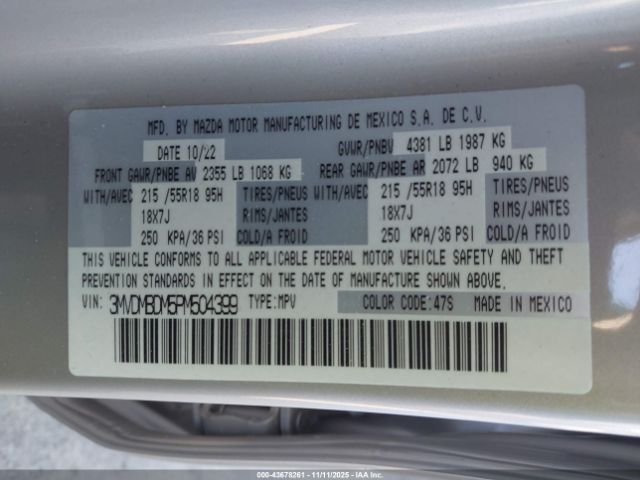 MFD. BY MAZDA MOTOR MANUFACTURING DE MEXICO S.A. DE C.V.
DATE 10/22 GVWR/PNBV 4381 LB 1987 KG
FRONT GAWR/PNBE AV 2355 LB 1068 KG REAR GAWR/PNBE AR 2072 LB 940 KG
WITH/AVEC 215 /55R18 95H TIRES/PNEUS WITH/AVEC 215 /55R18 95H TIRES/PNEUS
18X7J RIMS/JANTES 18X7J RIMS/JANTES
250 KPA/36 PSI COLD/A FROID 250 KPA/36 PSI COLD/A FROID
THIS VEHICLE CONFORMS TO ALL APPLICABLE FEDERAL MOTOR VEHICLE SAFETY AND THEFT
PREVENTION STANDARDS IN EFFECT ON THE DATE OF MANUFACTURE SHOWN ABOVE.
VIN: 3MVDMBDM5PM504399 TYPE:MPV COLOR CODE:47S MADE IN MEXICO
000-43678261 - 11/11/2025 - IAAI, Inc.